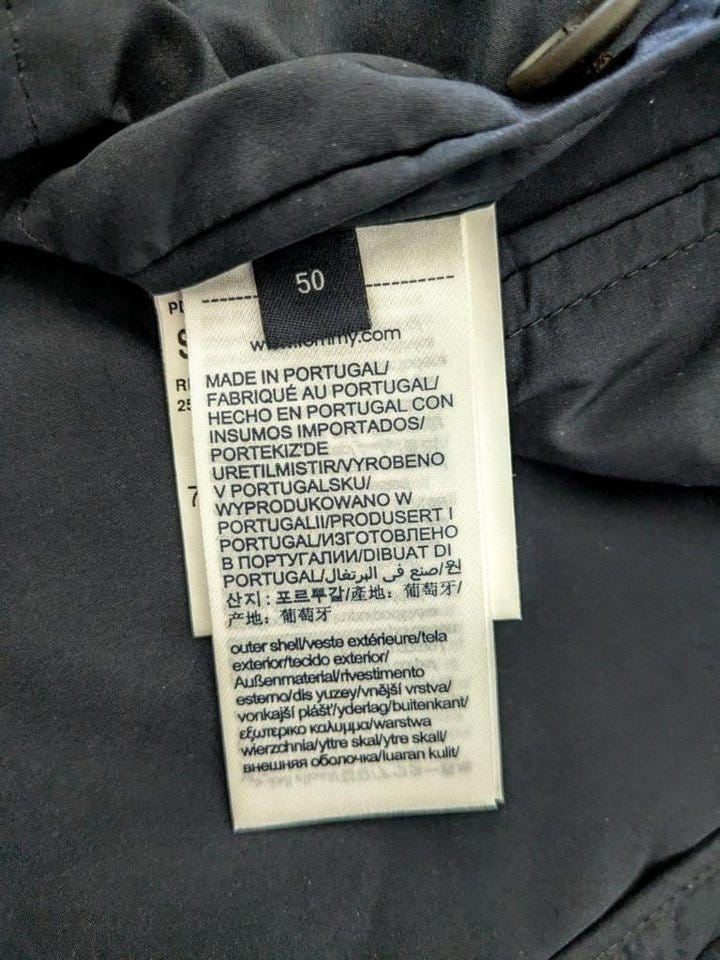 50
www.tommy.com
MADE IN PORTUGAL/
FABRIQUÉ AU PORTUGAL/
HECHO EN PORTUGAL CON
INSUMOS IMPORTADOS/
PORTEKIZ'DE
URETILMISTIR/VYROBENO
V PORTUGALSKU/
WYPRODUKOWANO W
PORTUGALII/PRODUSERT I
PORTUGAL/ИЗГОТОВЛЕНО
В ПОРТУГАЛИИ/DIBUAT DI
PORTUGAL/صنع في البرتغال/원
산지: 포르투갈/產地: 葡萄牙/
产地: 葡萄牙
outer shell/veste extérieure/tela
exterior/tecido exterior/
Außenmaterial/rivestimento
esterno/dis yuzey/vnější vrstva/
vonkajší plášť/yderlag/buitenkant/
εξωτερικο καλυμμα/warstwa
wierzchnia/yttre skal/ytre skall/
внешняя оболочка/luaran kulit/